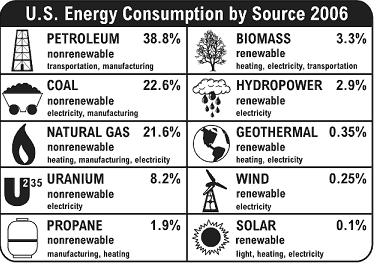 U.S. Energy Consumption by Source 2006
PETROLEUM 38.8%
nonrenewable
transportation, manufacturing
COAL 22.6%
nonrenewable
electricity, manufacturing
NATURAL GAS 21.6%
nonrenewable
heating, manufacturing, electricity
U235 URANIUM 8.2%
nonrenewable
electricity
PROPANE 1.9%
nonrenewable
manufacturing, heating
BIOMASS 3.3%
renewable
heating, electricity, transportation
HYDROPOWER 2.9%
renewable
electricity
GEOTHERMAL 0.35%
renewable
heating, electricity
WIND 0.25%
renewable
electricity
SOLAR 0.1%
renewable
light, heating, electricity